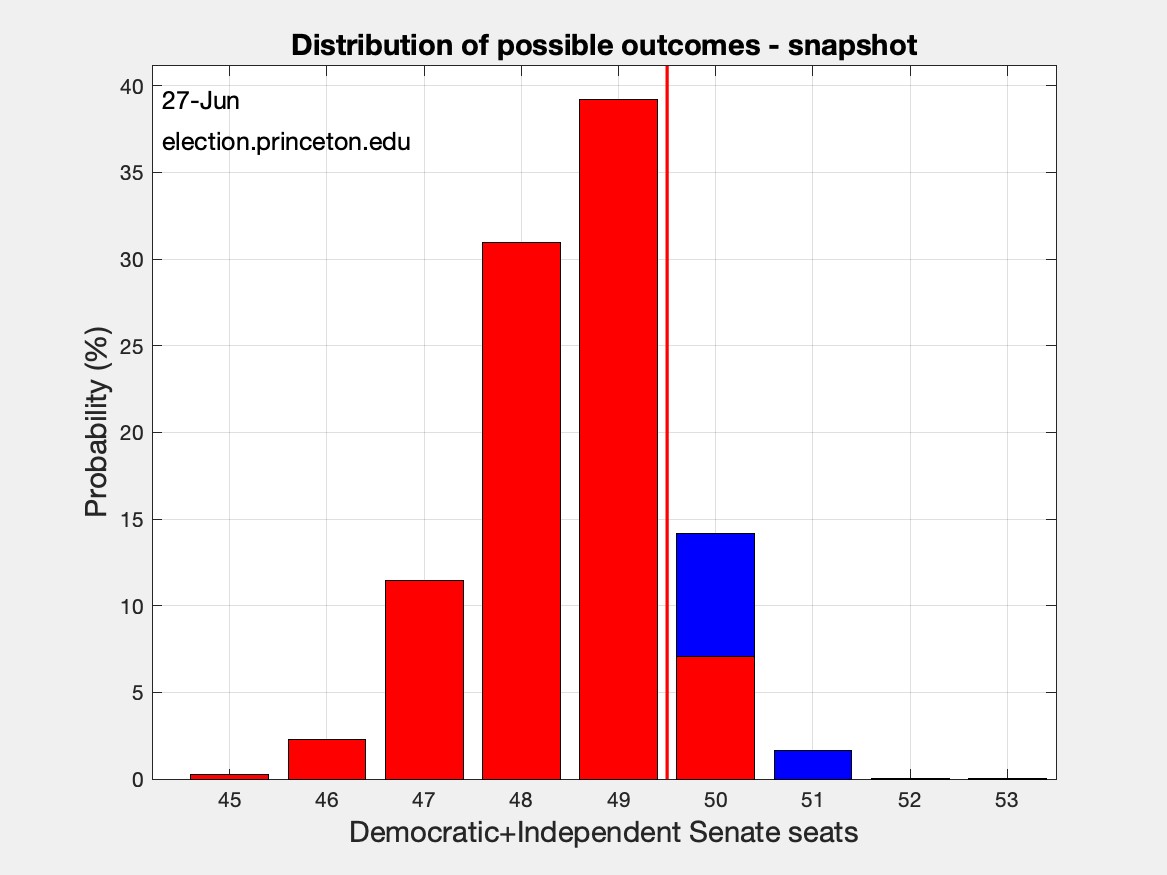 Distribution of possible outcomes - snapshot
27-Jun
election.princeton.edu
Probability (%)
40
35
30
25
20
15
10
5
0
45 46 47 48 49 50 51 52 53
Democratic+Independent Senate seats